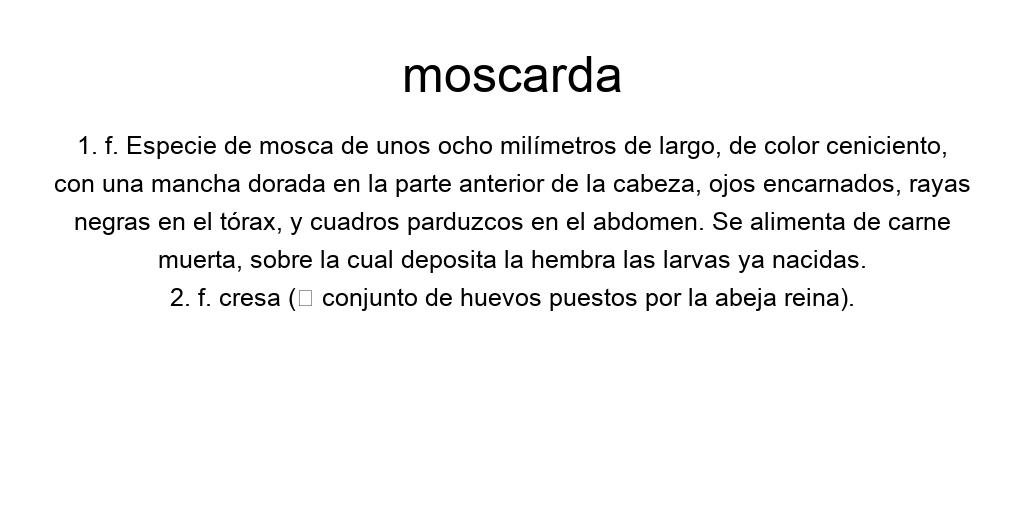 moscarda
1. f. Especie de mosca de unos ocho milímetros de largo, de color ceniciento,
con una mancha dorada en la parte anterior de la cabeza, ojos encarnados, rayas
negras en el tórax, y cuadros parduzcos en el abdomen. Se alimenta de carne
muerta, sobre la cual deposita la hembra las larvas ya nacidas.
2. f. cresa (▯ conjunto de huevos puestos por la abeja reina).